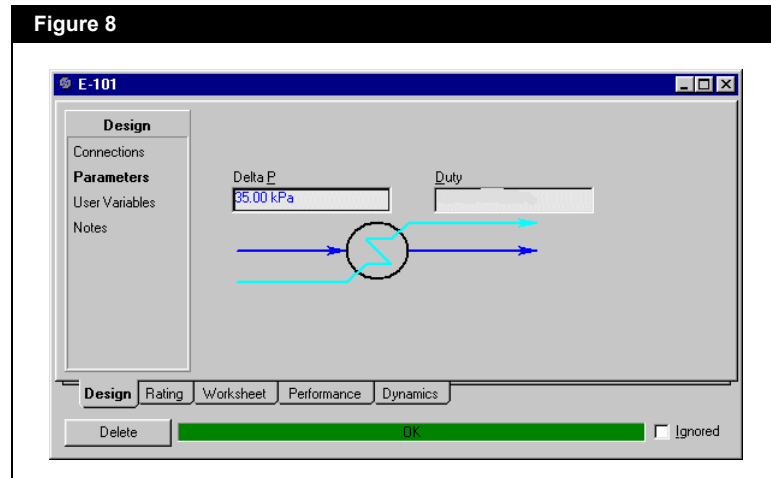 Figure 8
E-101
Design
Connections
Parameters
User Variables
Notes
Delta P
35.00 kPa
Duty
Design
Rating
Worksheet
Performance
Dynamics
Delete
OK
Ignored